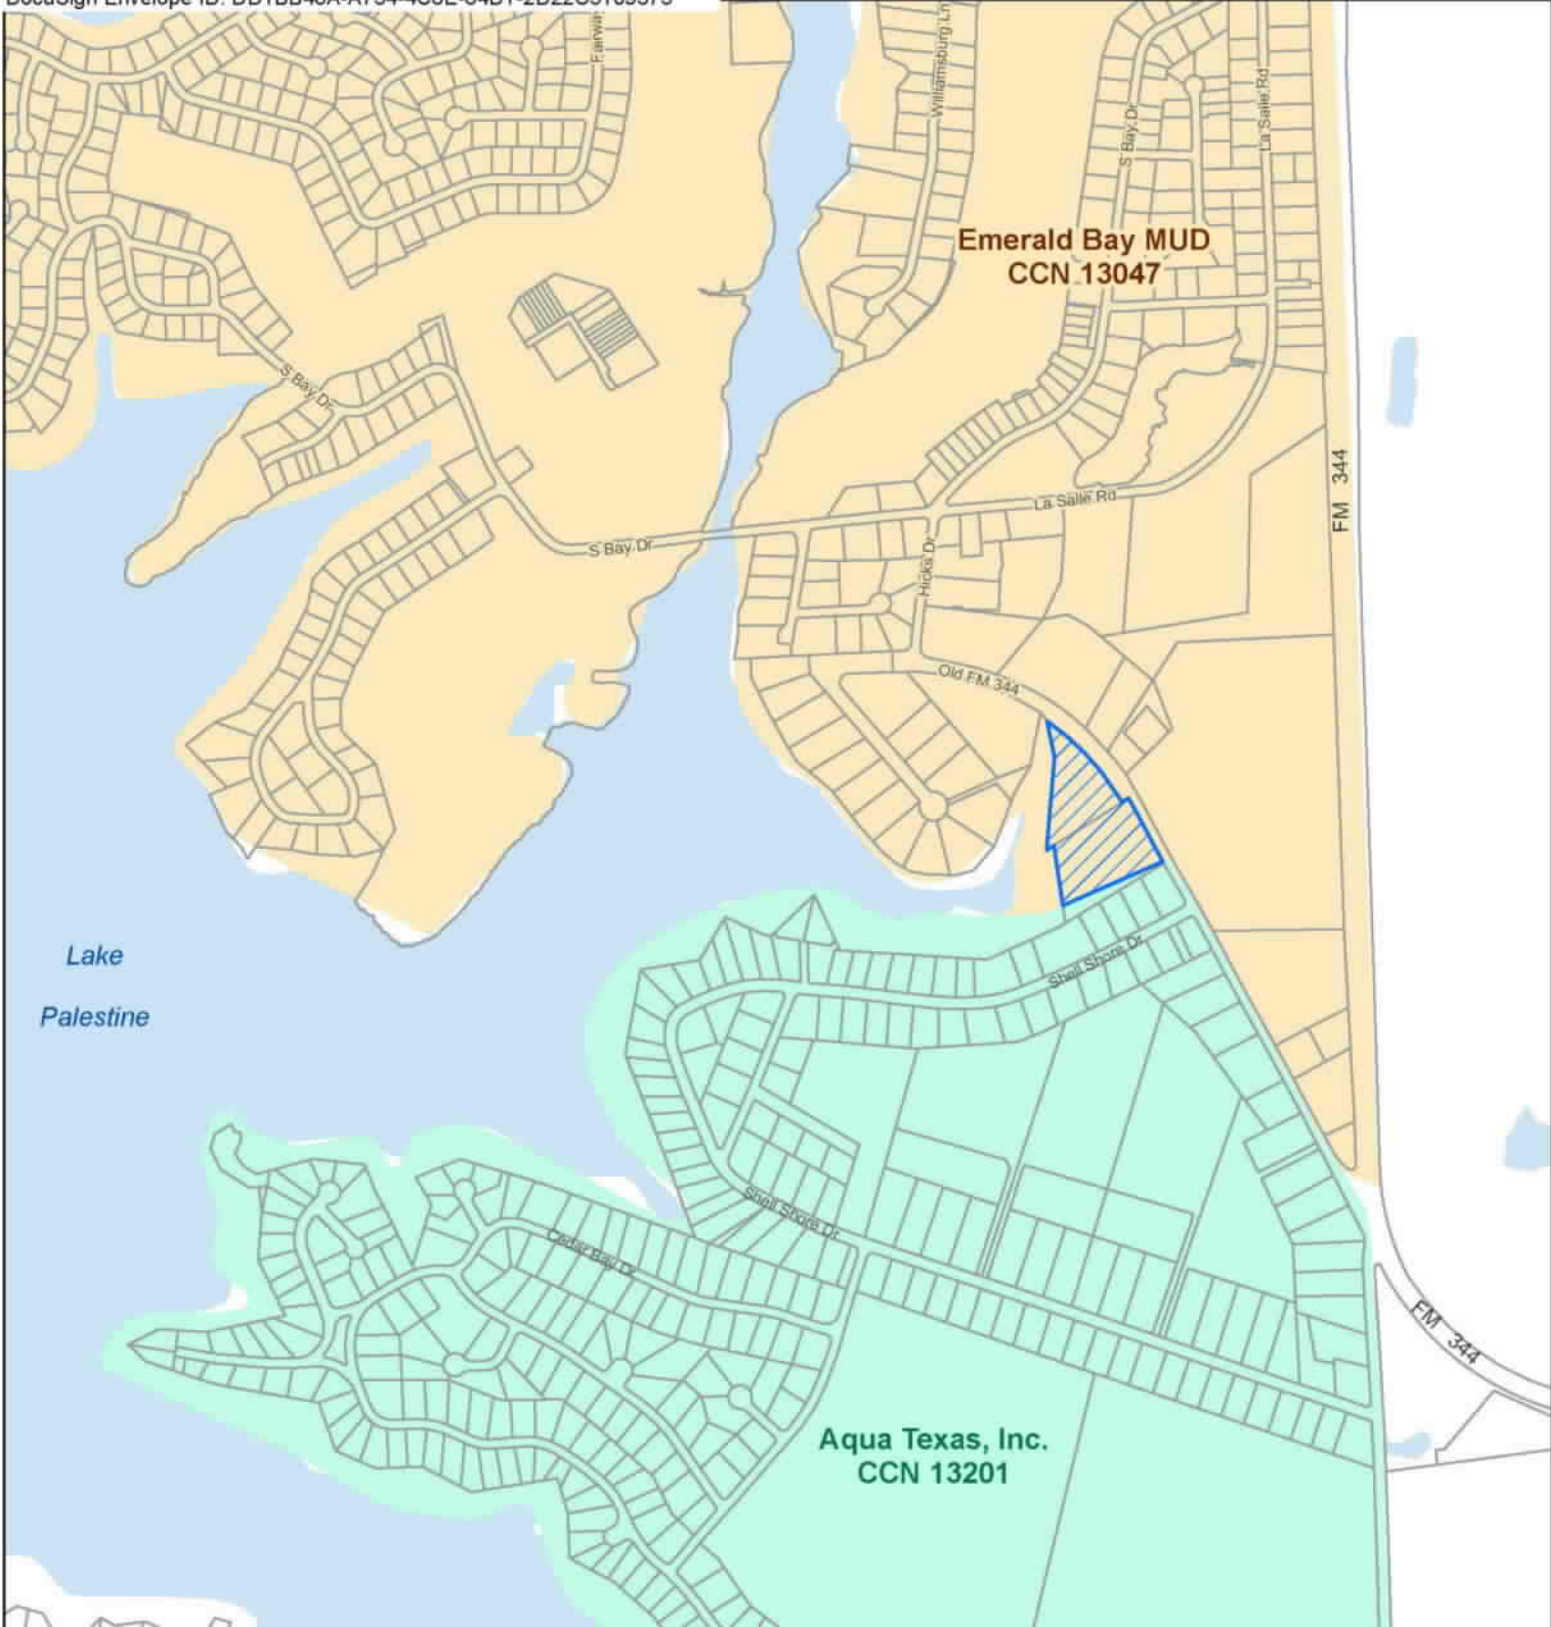 Fairway
Williamsburg Ln
S Bay Dr
La Salle Rd
Emerald Bay MUD
CCN 13047
S Bay Dr
FM 344
La Salle Rd
S Bay Dr
Hicks Dr
Old FM 344
Lake
Palestine
Shell Shore Dr
Shell Shore Dr
Cedar Bay Dr
FM 344
Aqua Texas, Inc.
CCN 13201